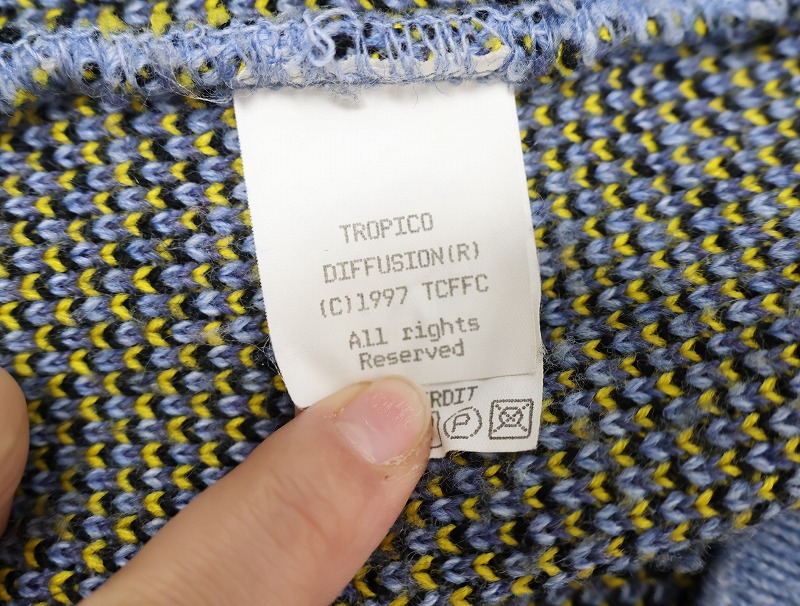 TROPICO
DIFFUSION(R)
(C)1997 TCFFC
All rights
Reserved
P